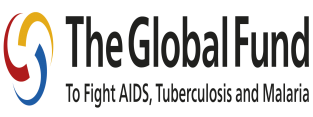 The Global Fund
To Fight AIDS, Tuberculosis and Malaria